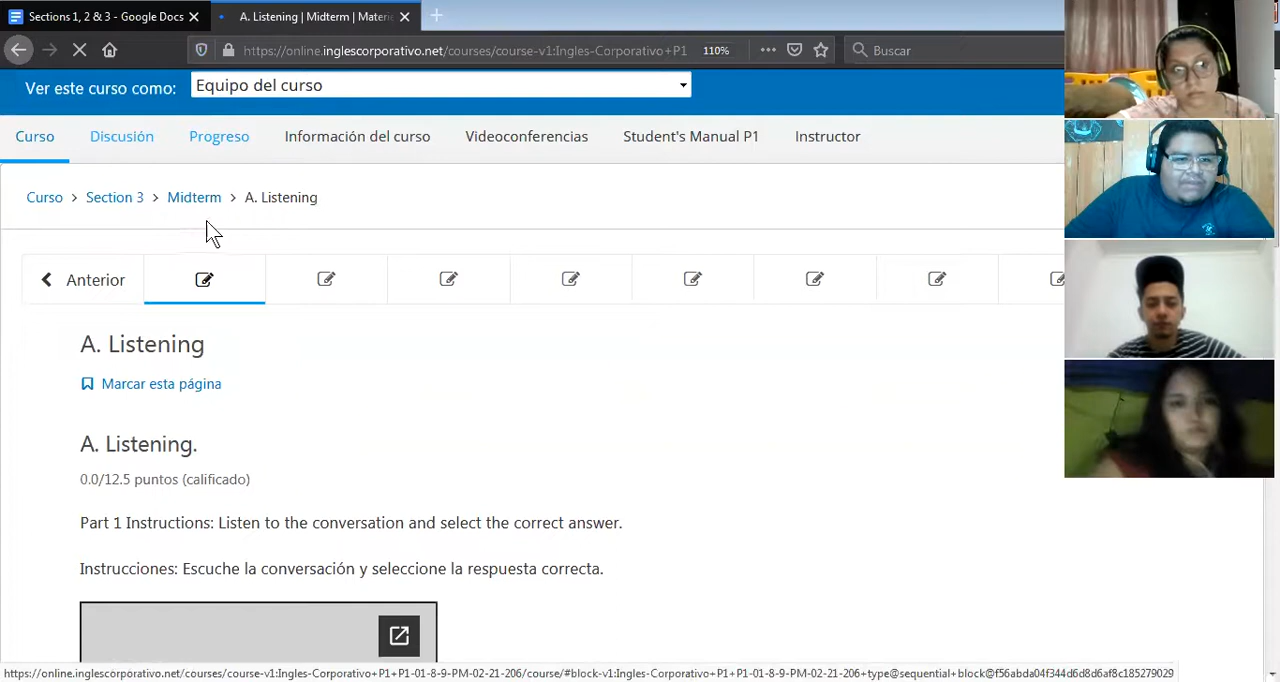 Sections 1, 2 & 3 - Google Docs
A. Listening | Midterm | Materi
https://online.inglescorporativo.net/courses/course-v1:Ingles-Corporativo+P1
110%
Buscar
Ver este curso como:
Equipo del curso
Curso
Discusión
Progreso
Información del curso
Videoconferencias
Student's Manual P1
Instructor
Curso > Section 3 > Midterm > A. Listening
Anterior
A. Listening
Marcar esta página
A. Listening.
0.0/12.5 puntos (calificado)
Part 1 Instructions: Listen to the conversation and select the correct answer.
Instrucciones: Escuche la conversación y seleccione la respuesta correcta.
https://online.inglescorporativo.net/courses/course-v1:Ingles-Corporativo+P1+P1-01-8-9-PM-02-21-206/course/#block-v1:Ingles-Corporativo+P1+P1-01-8-9-PM-02-21-206+type@sequential+block@f56abda04f344d6d8d6af8c185279029